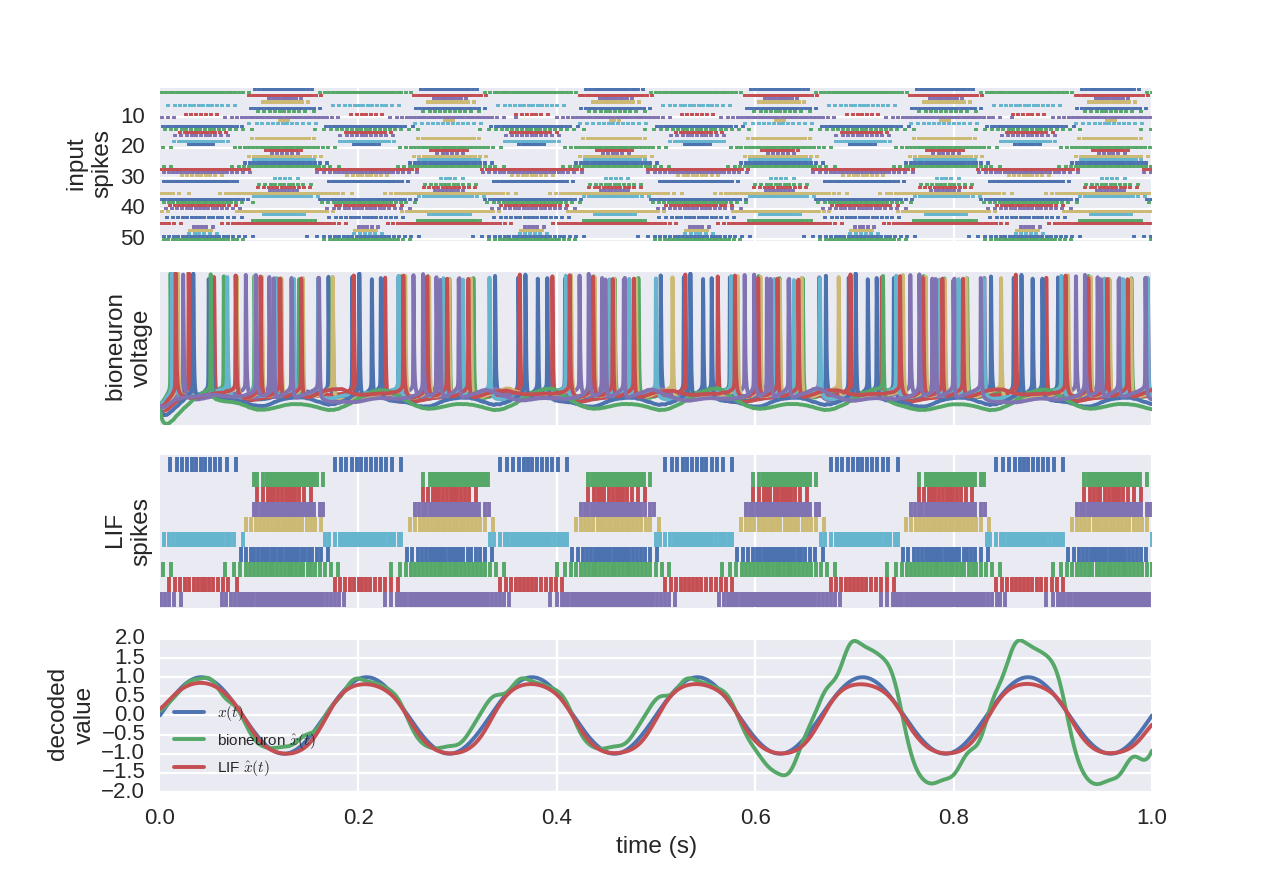 input
spikes
10
20
30
40
50
bioneuron
voltage
LIF
spikes
decoded
value
2.0
1.5
1.0
0.5
0.0
−0.5
−1.0
−1.5
−2.0
x(t)
bioneuron x̂(t)
LIF x̂(t)
0.0 0.2 0.4 0.6 0.8 1.0
time (s)